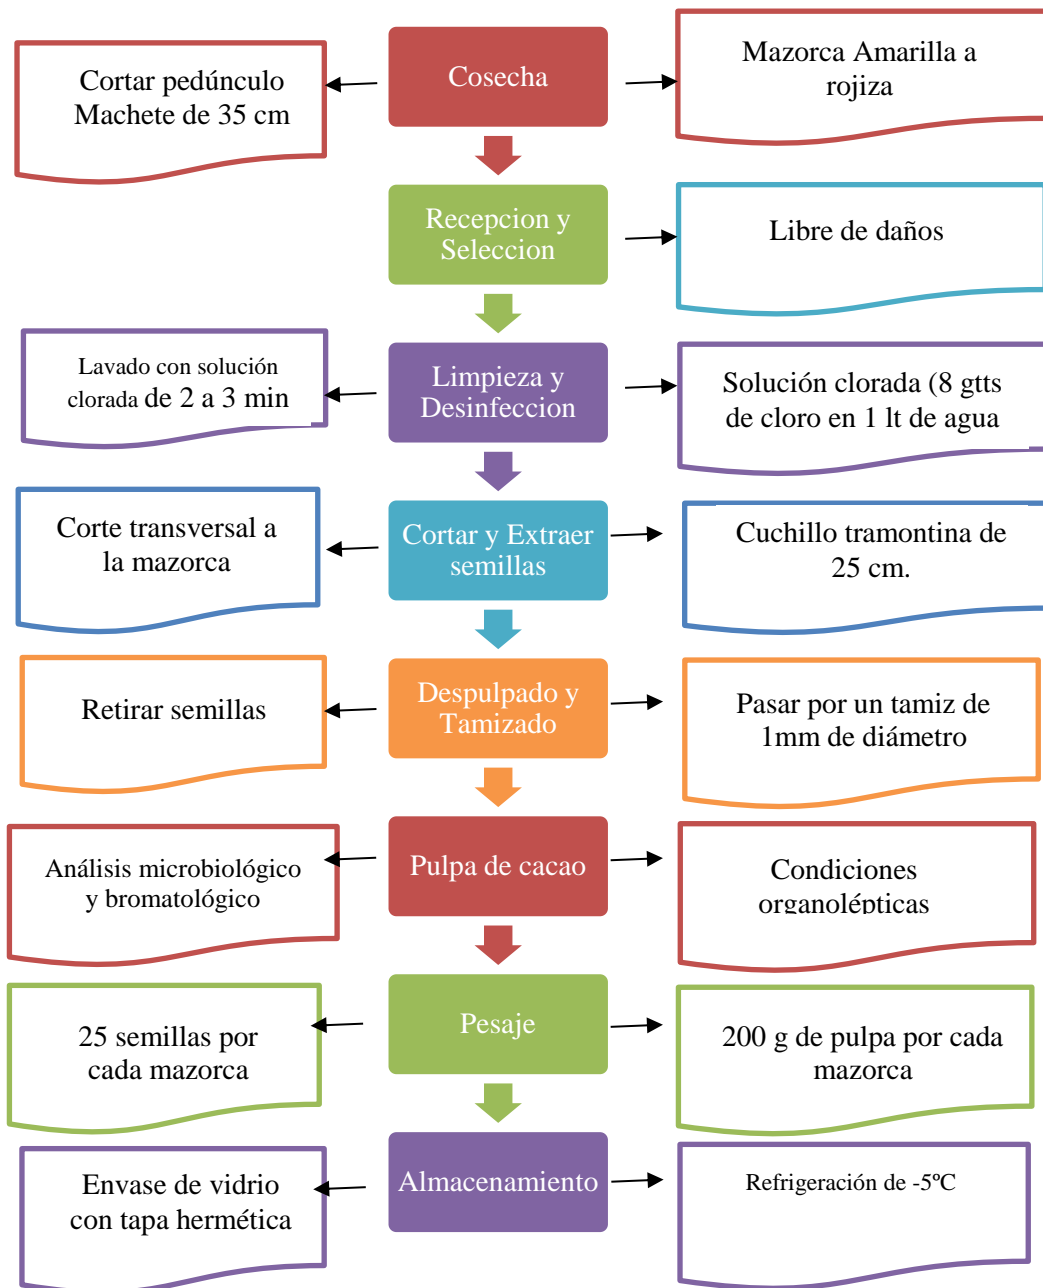 Cortar pedúnculo
Machete de 35 cm
Cosecha
Mazorca Amarilla a
rojiza
Recepcion y
Seleccion
Libre de daños
Lavado con solución
clorada de 2 a 3 min
Limpieza y
Desinfeccion
Solución clorada (8 gtts
de cloro en 1 lt de agua
Corte transversal a
la mazorca
Cortar y Extraer
semillas
Cuchillo tramontina de
25 cm.
Retirar semillas
Despulpado y
Tamizado
Pasar por un tamiz de
1mm de diámetro
Análisis microbiológico
y bromatológico
Pulpa de cacao
Condiciones
organolépticas
25 semillas por
cada mazorca
Pesaje
200 g de pulpa por cada
mazorca
Envase de vidrio
con tapa hermética
Almacenamiento
Refrigeración de -5ºC